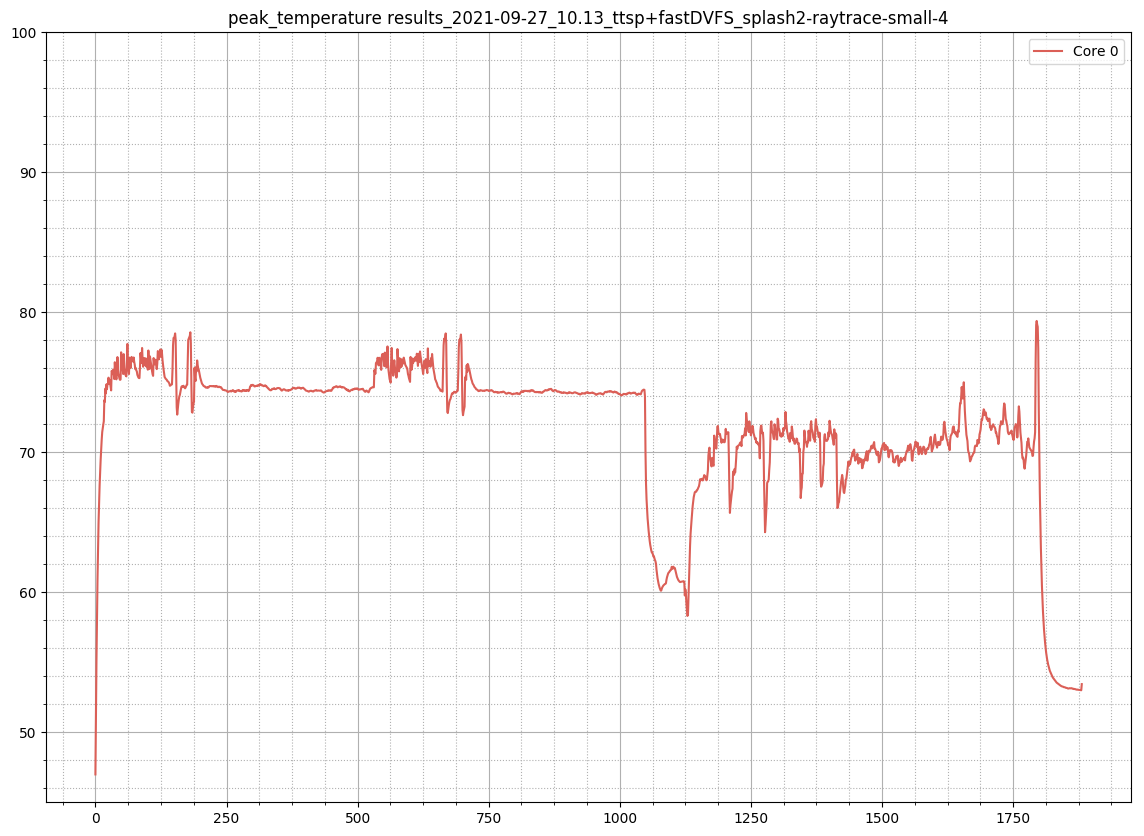 peak_temperature results_2021-09-27_10.13_ttsp+fastDVFS_splash2-raytrace-small-4
Core 0
100
90
80
70
60
50
0 250 500 750 1000 1250 1500 1750